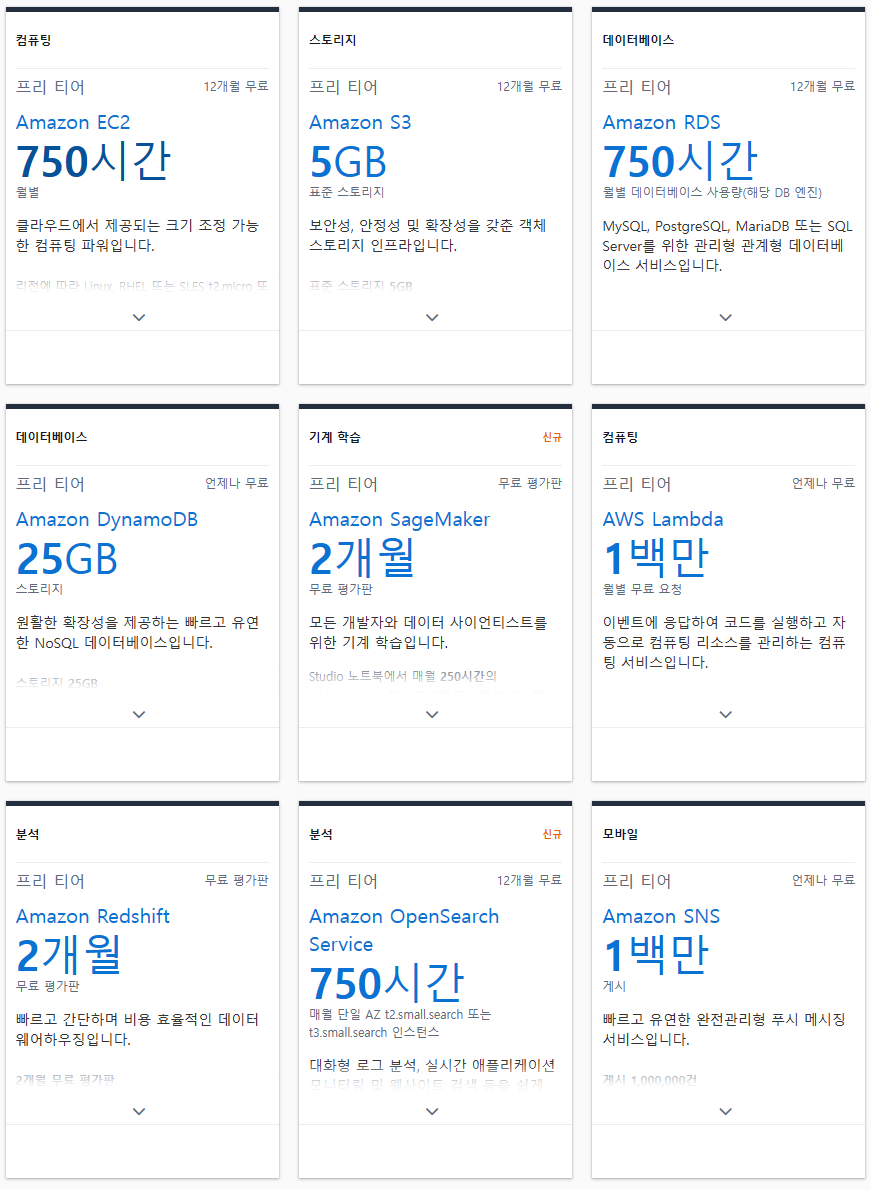 컴퓨팅
프리 티어
12개월 무료
Amazon EC2
750시간
월별
클라우드에서 제공되는 크기 조정 가능
한 컴퓨팅 파워입니다.
리전에 따라 Linux, RHEL 또는 SLES t2.micro 또
스토리지
프리 티어
12개월 무료
Amazon S3
5GB
표준 스토리지
보안성, 안정성 및 확장성을 갖춘 객체
스토리지 인프라입니다.
표준 스토리지 5GB
데이터베이스
프리 티어
12개월 무료
Amazon RDS
750시간
월별 데이터베이스 사용량(해당 DB 엔진)
MySQL, PostgreSQL, MariaDB 또는 SQL
Server를 위한 관리형 관계형 데이터베
이스 서비스입니다.
데이터베이스
프리 티어
언제나 무료
Amazon DynamoDB
25GB
스토리지
원활한 확장성을 제공하는 빠르고 유연
한 NoSQL 데이터베이스입니다.
스토리지 25GB
기계 학습
신규
프리 티어
무료 평가판
Amazon SageMaker
2개월
무료 평가판
모든 개발자와 데이터 사이언티스트를
위한 기계 학습입니다.
Studio 노트북에서 매월 250시간의
컴퓨팅
프리 티어
언제나 무료
AWS Lambda
1백만
월별 무료 요청
이벤트에 응답하여 코드를 실행하고 자
동으로 컴퓨팅 리소스를 관리하는 컴퓨
팅 서비스입니다.
분석
프리 티어
무료 평가판
Amazon Redshift
2개월
무료 평가판
빠르고 간단하며 비용 효율적인 데이터
웨어하우징입니다.
2개월 무료 평가판
분석
신규
프리 티어
12개월 무료
Amazon OpenSearch
Service
750시간
매월 단일 AZ t2.small.search 또는
t3.small.search 인스턴스
대화형 로그 분석, 실시간 애플리케이션
모니터링 및 웹사이트 검색 등을 쉽게
모바일
프리 티어
언제나 무료
Amazon SNS
1백만
게시
빠르고 유연한 완전관리형 푸시 메시징
서비스입니다.
게시 1,000,000건